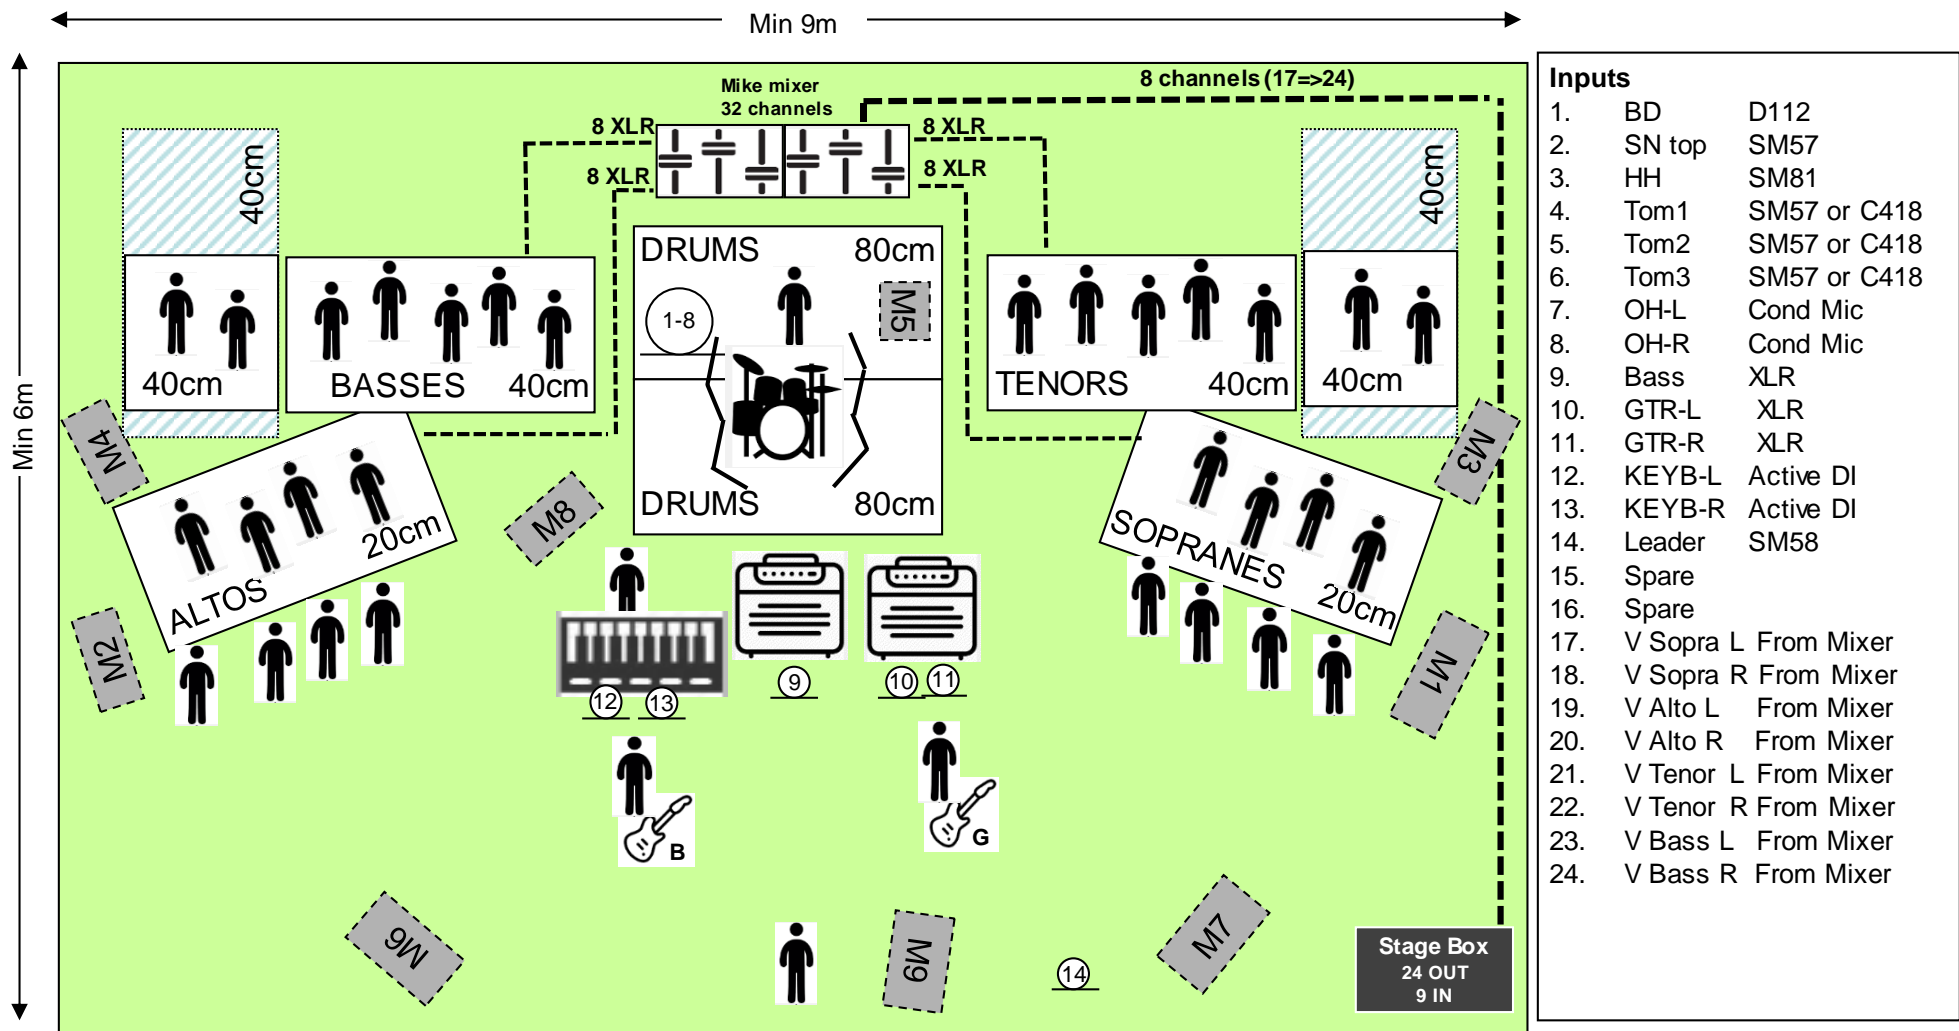 Min 9m
Min 6m
Mike mixer
32 channels
8 channels (17=>24)
8 XLR
8 XLR
8 XLR
8 XLR
40cm
40cm
DRUMS 80cm
1-8
M5
40cm
BASSES 40cm
TENORS 40cm
40cm
DRUMS 80cm
M4
M3
M8
20cm
ALTOS
SOPRANES
20cm
M2
M1
12
13
9
10
11
B
G
M6
M9
M7
14
Stage Box
24 OUT
9 IN
Inputs
1. BD D112
2. SN top SM57
3. HH SM81
4. Tom1 SM57 or C418
5. Tom2 SM57 or C418
6. Tom3 SM57 or C418
7. OH-L Cond Mic
8. OH-R Cond Mic
9. Bass XLR
10. GTR-L XLR
11. GTR-R XLR
12. KEYB-L Active DI
13. KEYB-R Active DI
14. Leader SM58
15. Spare
16. Spare
17. V Sopra L From Mixer
18. V Sopra R From Mixer
19. V Alto L From Mixer
20. V Alto R From Mixer
21. V Tenor L From Mixer
22. V Tenor R From Mixer
23. V Bass L From Mixer
24. V Bass R From Mixer